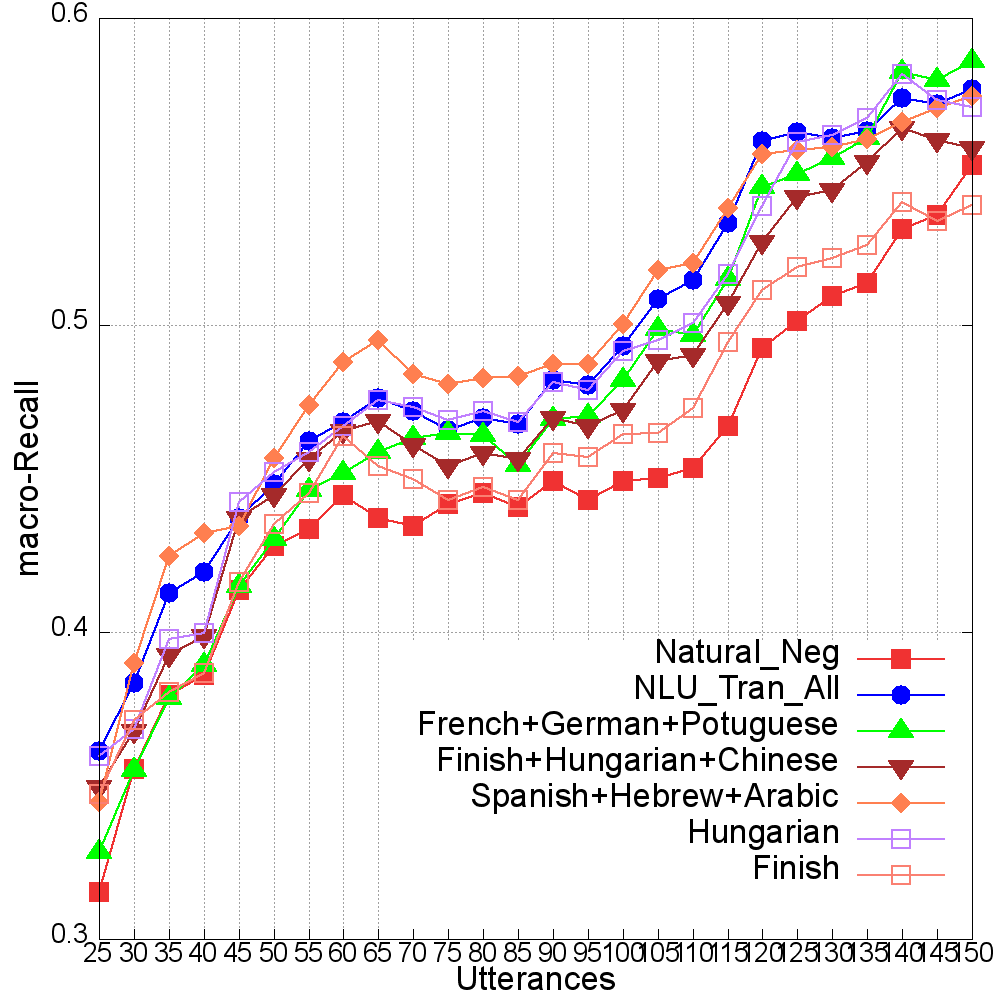 0.6
0.5
0.4
0.3
macro-Recall
Natural_Neg
NLU_Tran_All
French+German+Potuguese
Finish+Hungarian+Chinese
Spanish+Hebrew+Arabic
Hungarian
Finish
25 30 35 40 45 50 55 60 65 70 75 80 85 90 95 100 105 110 115 120 125 130 135 140 145 150
Utterances